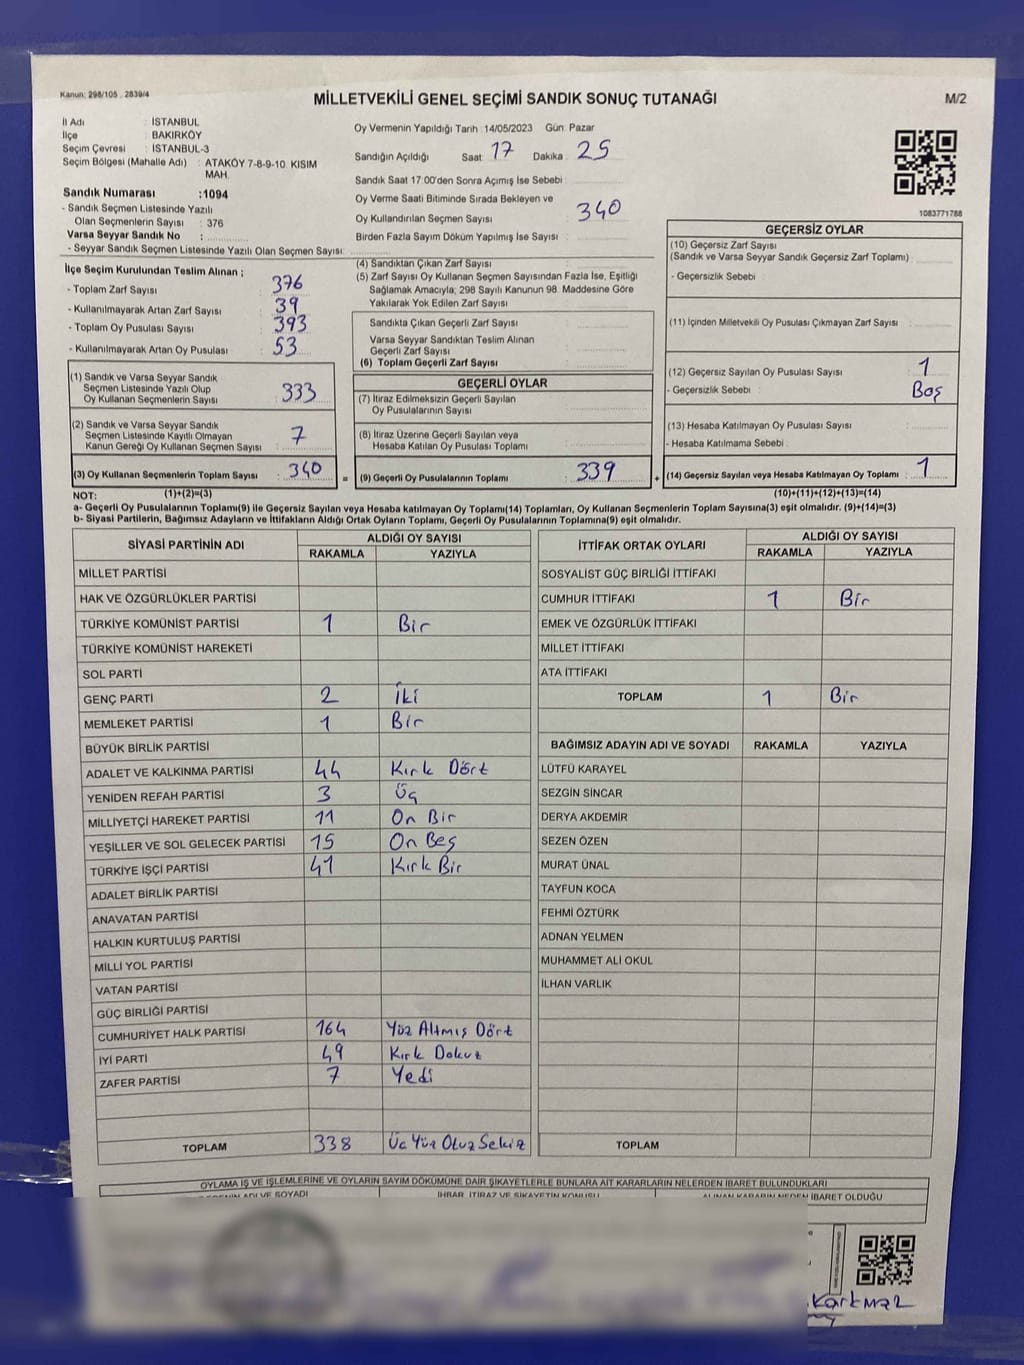 Kanun: 298/105 , 2839/4
MİLLETVEKİLİ GENEL SEÇİMİ SANDIK SONUÇ TUTANAĞI
M/2
İl Adı : İSTANBUL
İlçe : BAKIRKÖY
Seçim Çevresi : İSTANBUL-3
Seçim Bölgesi (Mahalle Adı) : ATAKÖY 7-8-9-10. KISIM
MAH.
Sandık Numarası :1094
- Sandık Seçmen Listesinde Yazılı
Olan Seçmenlerin Sayısı : 376
Varsa Seyyar Sandık No :
- Seyyar Sandık Seçmen Listesinde Yazılı Olan Seçmen Sayısı:
Oy Vermenin Yapıldığı Tarih :14/05/2023 Gün: Pazar
Sandığın Açıldığı Saat : 17 Dakika : 25
Sandık Saat 17:00'den Sonra Açımış İse Sebebi :
Oy Verme Saati Bitiminde Sırada Bekleyen ve
Oy Kullandırılan Seçmen Sayısı : 340
Birden Fazla Sayım Döküm Yapılmış İse Sayısı :
1083771788
İlçe Seçim Kurulundan Teslim Alınan ;
- Toplam Zarf Sayısı : 376
- Kullanılmayarak Artan Zarf Sayısı : 39
- Toplam Oy Pusulası Sayısı : 393
- Kullanılmayarak Artan Oy Pusulası : 53
(1) Sandık ve Varsa Seyyar Sandık
Seçmen Listesinde Yazılı Olup
Oy Kullanan Seçmenlerin Sayısı : 333
(2) Sandık ve Varsa Seyyar Sandık
Seçmen Listesinde Kayıtlı Olmayan
Kanun Gereği Oy Kullanan Seçmen Sayısı : 7
(3) Oy Kullanan Seçmenlerin Toplam Sayısı : 340 =
(4) Sandıktan Çıkan Zarf Sayısı :
(5) Zarf Sayısı Oy Kullanan Seçmen Sayısından Fazla İse, Eşitliği
Sağlamak Amacıyla; 298 Sayılı Kanunun 98. Maddesine Göre
Yakılarak Yok Edilen Zarf Sayısı
Sandıkta Çıkan Geçerli Zarf Sayısı :
Varsa Seyyar Sandıktan Teslim Alınan
Geçerli Zarf Sayısı :
(6) Toplam Geçerli Zarf Sayısı :
GEÇERLİ OYLAR
(7) İtiraz Edilmeksizin Geçerli Sayılan
Oy Pusulalarının Sayısı :
(8) İtiraz Üzerine Geçerli Sayılan veya
Hesaba Katılan Oy Pusulası Toplamı :
(9) Geçerli Oy Pusulalarının Toplamı : 339 +
GEÇERSİZ OYLAR
(10) Geçersiz Zarf Sayısı
(Sandık ve Varsa Seyyar Sandık Geçersiz Zarf Toplamı) :
- Geçersizlik Sebebi :
(11) İçinden Milletvekili Oy Pusulası Çıkmayan Zarf Sayısı :
(12) Geçersiz Sayılan Oy Pusulası Sayısı : 1
- Geçersizlik Sebebi : Boş
(13) Hesaba Katılmayan Oy Pusulası Sayısı :
- Hesaba Katılmama Sebebi :
(14) Geçersiz Sayılan veya Hesaba Katılmayan Oy Toplamı : 1
NOT: (1)+(2)=(3) (10)+(11)+(12)+(13)=(14)
a- Geçerli Oy Pusulalarının Toplamı(9) ile Geçersiz Sayılan veya Hesaba katılmayan Oy Toplamı(14) Toplamları, Oy Kullanan Seçmenlerin Toplam Sayısına(3) eşit olmalıdır. (9)+(14)=(3)
b- Siyasi Partilerin, Bağımsız Adayların ve İttifakların Aldığı Ortak Oyların Toplamı, Geçerli Oy Pusulalarının Toplamına(9) eşit olmalıdır.
SİYASİ PARTİNİN ADI ALDIĞI OY SAYISI
RAKAMLA YAZIYLA
MİLLET PARTİSİ
HAK VE ÖZGÜRLÜKLER PARTİSİ
TÜRKİYE KOMÜNİST PARTİSİ 1 Bir
TÜRKİYE KOMÜNİST HAREKETİ
SOL PARTİ
GENÇ PARTİ 2 İki
MEMLEKET PARTİSİ 1 Bir
BÜYÜK BİRLİK PARTİSİ
ADALET VE KALKINMA PARTİSİ 44 Kırk Dört
YENİDEN REFAH PARTİSİ 3 Üç
MİLLİYETÇİ HAREKET PARTİSİ 11 On Bir
YEŞİLLER VE SOL GELECEK PARTİSİ 15 On Beş
TÜRKİYE İŞÇİ PARTİSİ 41 Kırk Bir
ADALET BİRLİK PARTİSİ
ANAVATAN PARTİSİ
HALKIN KURTULUŞ PARTİSİ
MİLLİ YOL PARTİSİ
VATAN PARTİSİ
GÜÇ BİRLİĞİ PARTİSİ
CUMHURİYET HALK PARTİSİ 164 Yüz Altmış Dört
İYİ PARTİ 49 Kırk Dokuz
ZAFER PARTİSİ 7 Yedi
TOPLAM 338 Üç Yüz Otuz Sekiz
İTTİFAK ORTAK OYLARI ALDIĞI OY SAYISI
RAKAMLA YAZIYLA
SOSYALİST GÜÇ BİRLİĞİ İTTİFAKI
CUMHUR İTTİFAKI 1 Bir
EMEK VE ÖZGÜRLÜK İTTİFAKI
MİLLET İTTİFAKI
ATA İTTİFAKI
TOPLAM 1 Bir
BAĞIMSIZ ADAYIN ADI VE SOYADI RAKAMLA YAZIYLA
LÜTFÜ KARAYEL
SEZGİN SİNCAR
DERYA AKDEMİR
SEZEN ÖZEN
MURAT ÜNAL
TAYFUN KOCA
FEHMİ ÖZTÜRK
ADNAN YELMEN
MUHAMMET ALİ OKUL
İLHAN VARLIK
TOPLAM
OYLAMA İŞ VE İŞLEMLERİNE VE OYLARIN SAYIM DÖKÜMÜNE DAİR ŞİKAYETLERLE BUNLARA AİT KARARLARIN NELERDEN İBARET BULUNDUKLARI
ADI VE SOYADI İHBAR, İTİRAZ VE ŞİKAYETİN KONUSU ALINAN KARARIN NEDEN İBARET OLDUĞU
Korkmaz